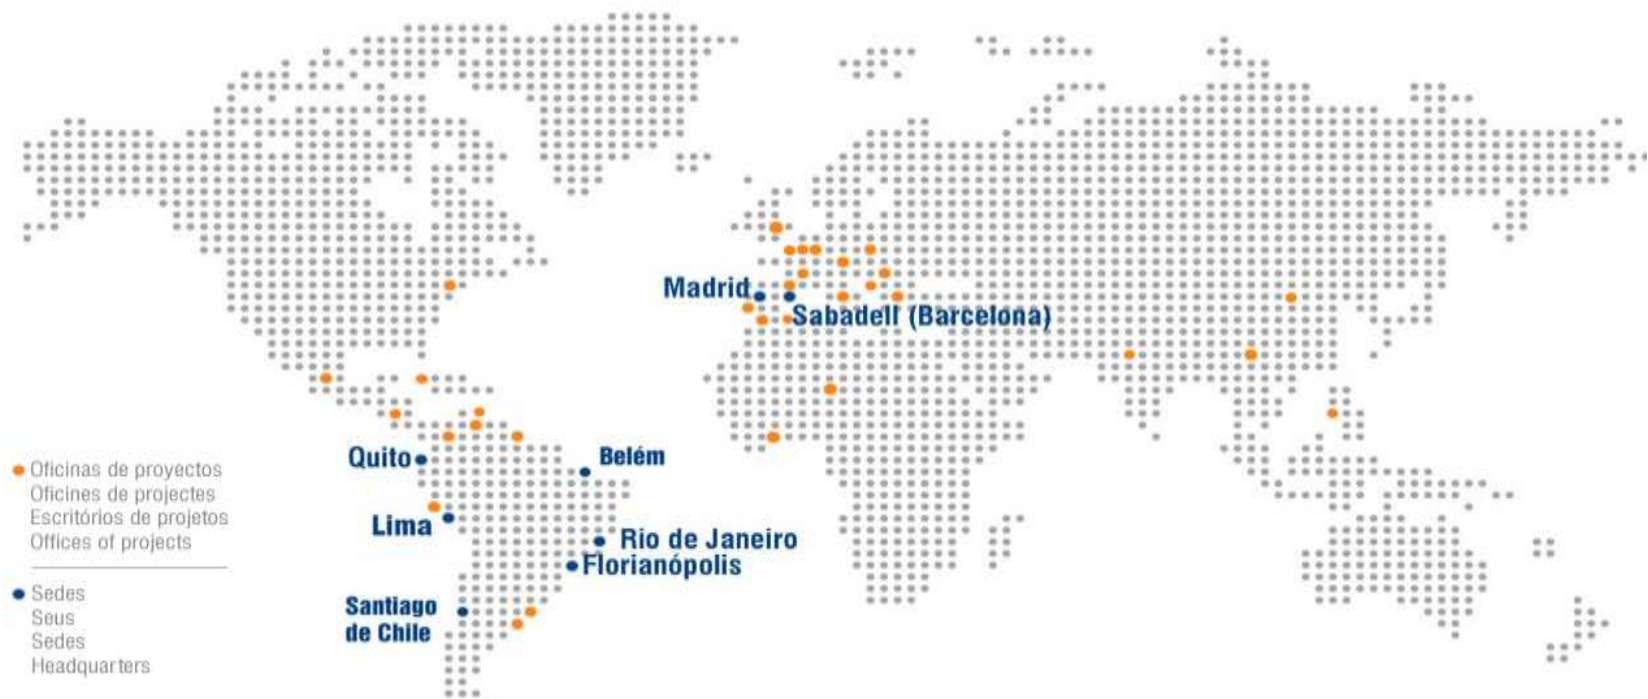 Madrid
Sabadell (Barcelona)
Quito
Belém
Lima
Rio de Janeiro
Florianópolis
Santiago
de Chile
Oficinas de proyectos
Oficines de projectes
Escritórios de projetos
Offices of projects
Sedes
Seus
Sedes
Headquarters